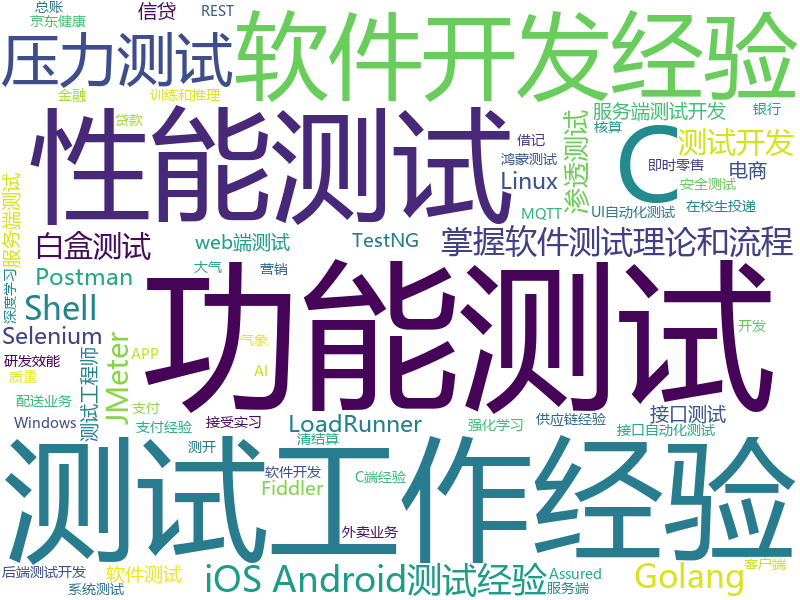 总账
信贷
REST
京东健康
软件开发经验
压力测试
金融
训练和推理
贷款
性能测试
借记
鸿蒙测试
渗透测试
服务端测试开发
核算
银行
C
测试开发
即时零售
电商
安全测试
Linux
MQTT
UI自动化测试
在校生投递
服务端测试
白盒测试
web端测试
TestNG
掌握软件测试理论和流程
Postman
大气
营销
深度学习
Shell
功能测试
Selenium
JMeter
研发效能
测试工程师
APP
气象
AI
质量
开发
配送业务
支付
Windows
支付经验
接受实习
LoadRunner
强化学习
供应链经验
接口测试
接口自动化测试
测开
清结算
测试工作经验
软件开发
Fiddler
C端经验
外卖业务
后端测试开发
软件测试
系统测试
iOS Android测试经验
Assured
服务端
Golang
客户端